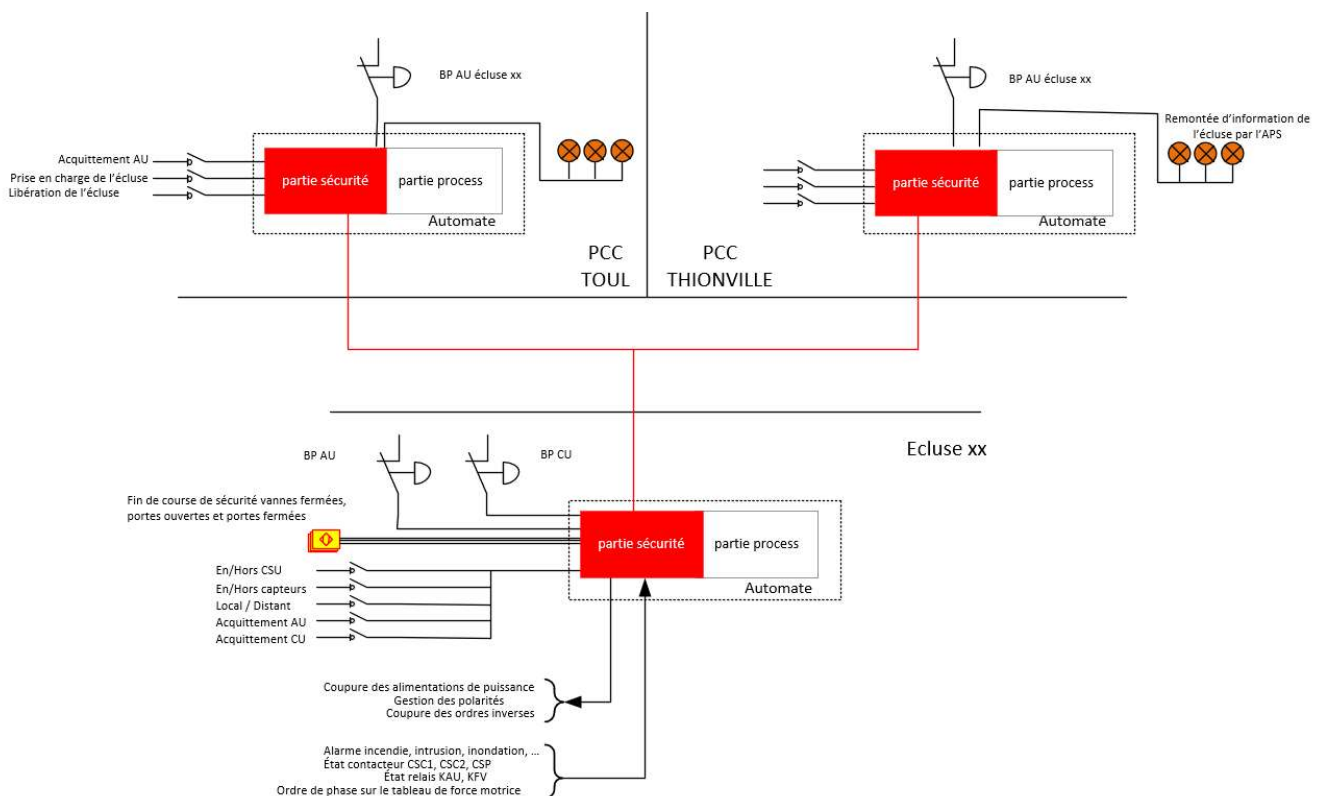 BP AU écluse xx
Acquittement AU
Prise en charge de l'écluse
Libération de l'écluse
partie sécurité
partie process
Automate
PCC
TOUL
BP AU écluse xx
Remontée d'information de
l'écluse par l'APS
partie sécurité
partie process
Automate
PCC
THIONVILLE
Ecluse xx
BP AU
BP CU
Fin de course de sécurité vannes fermées,
portes ouvertes et portes fermées
partie sécurité
partie process
Automate
En/Hors CSU
En/Hors capteurs
Local / Distant
Acquittement AU
Acquittement CU
Coupure des alimentations de puissance
Gestion des polarités
Coupure des ordres inverses
Alarme incendie, intrusion, inondation, ...
État contacteur CSC1, CSC2, CSP
État relais KAU, KFV
Ordre de phase sur le tableau de force motrice